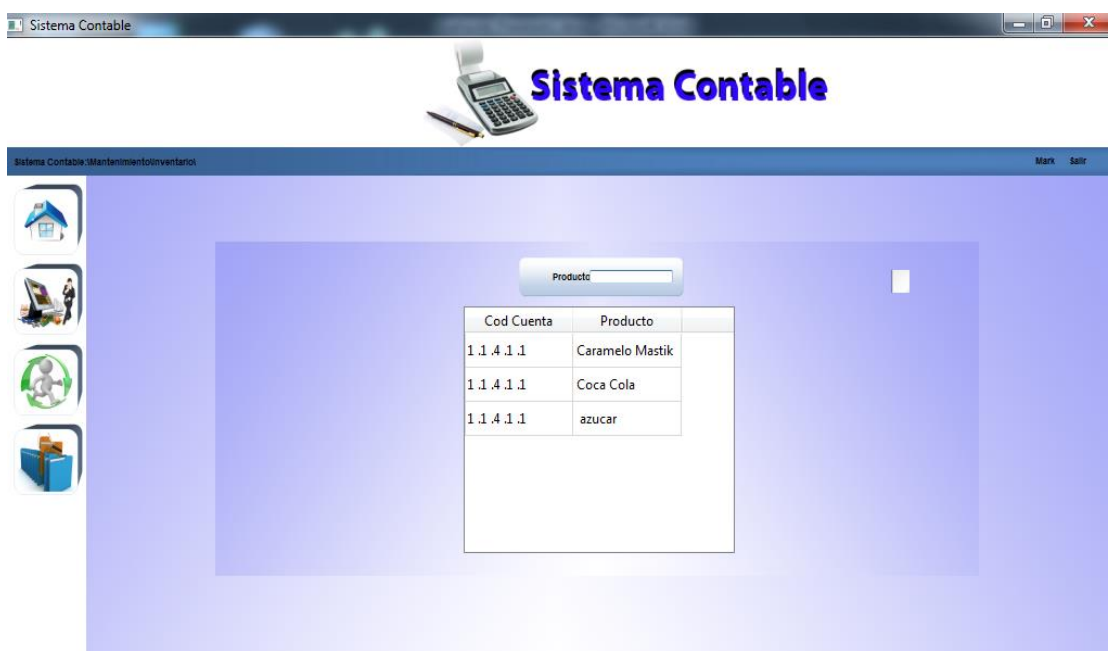 Sistema Contable
Sistema Contable
Sistema Contable:\Mantenimiento\Inventario\ Mark Salir
Producto
Cod Cuenta Producto
1.1.4.1.1 Caramelo Mastik
1.1.4.1.1 Coca Cola
1.1.4.1.1 azucar